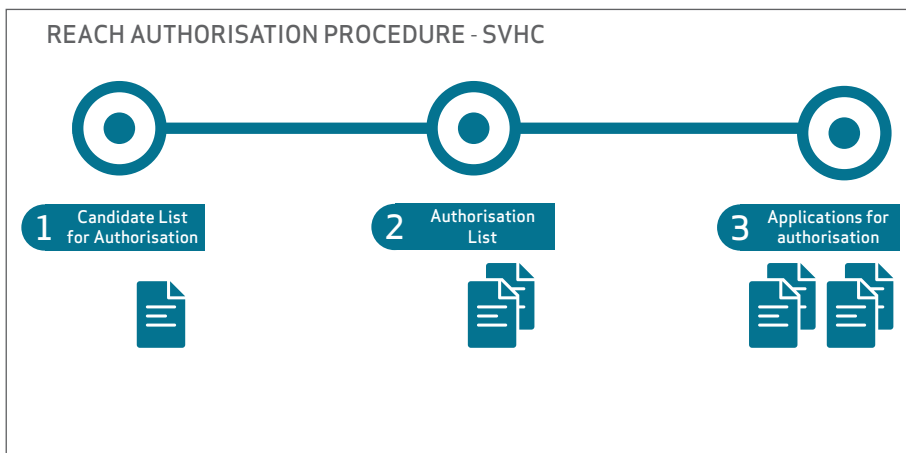 REACH AUTHORISATION PROCEDURE - SVHC
1
Candidate List
for Authorisation
2
Authorisation
List
3
Applications for
authorisation